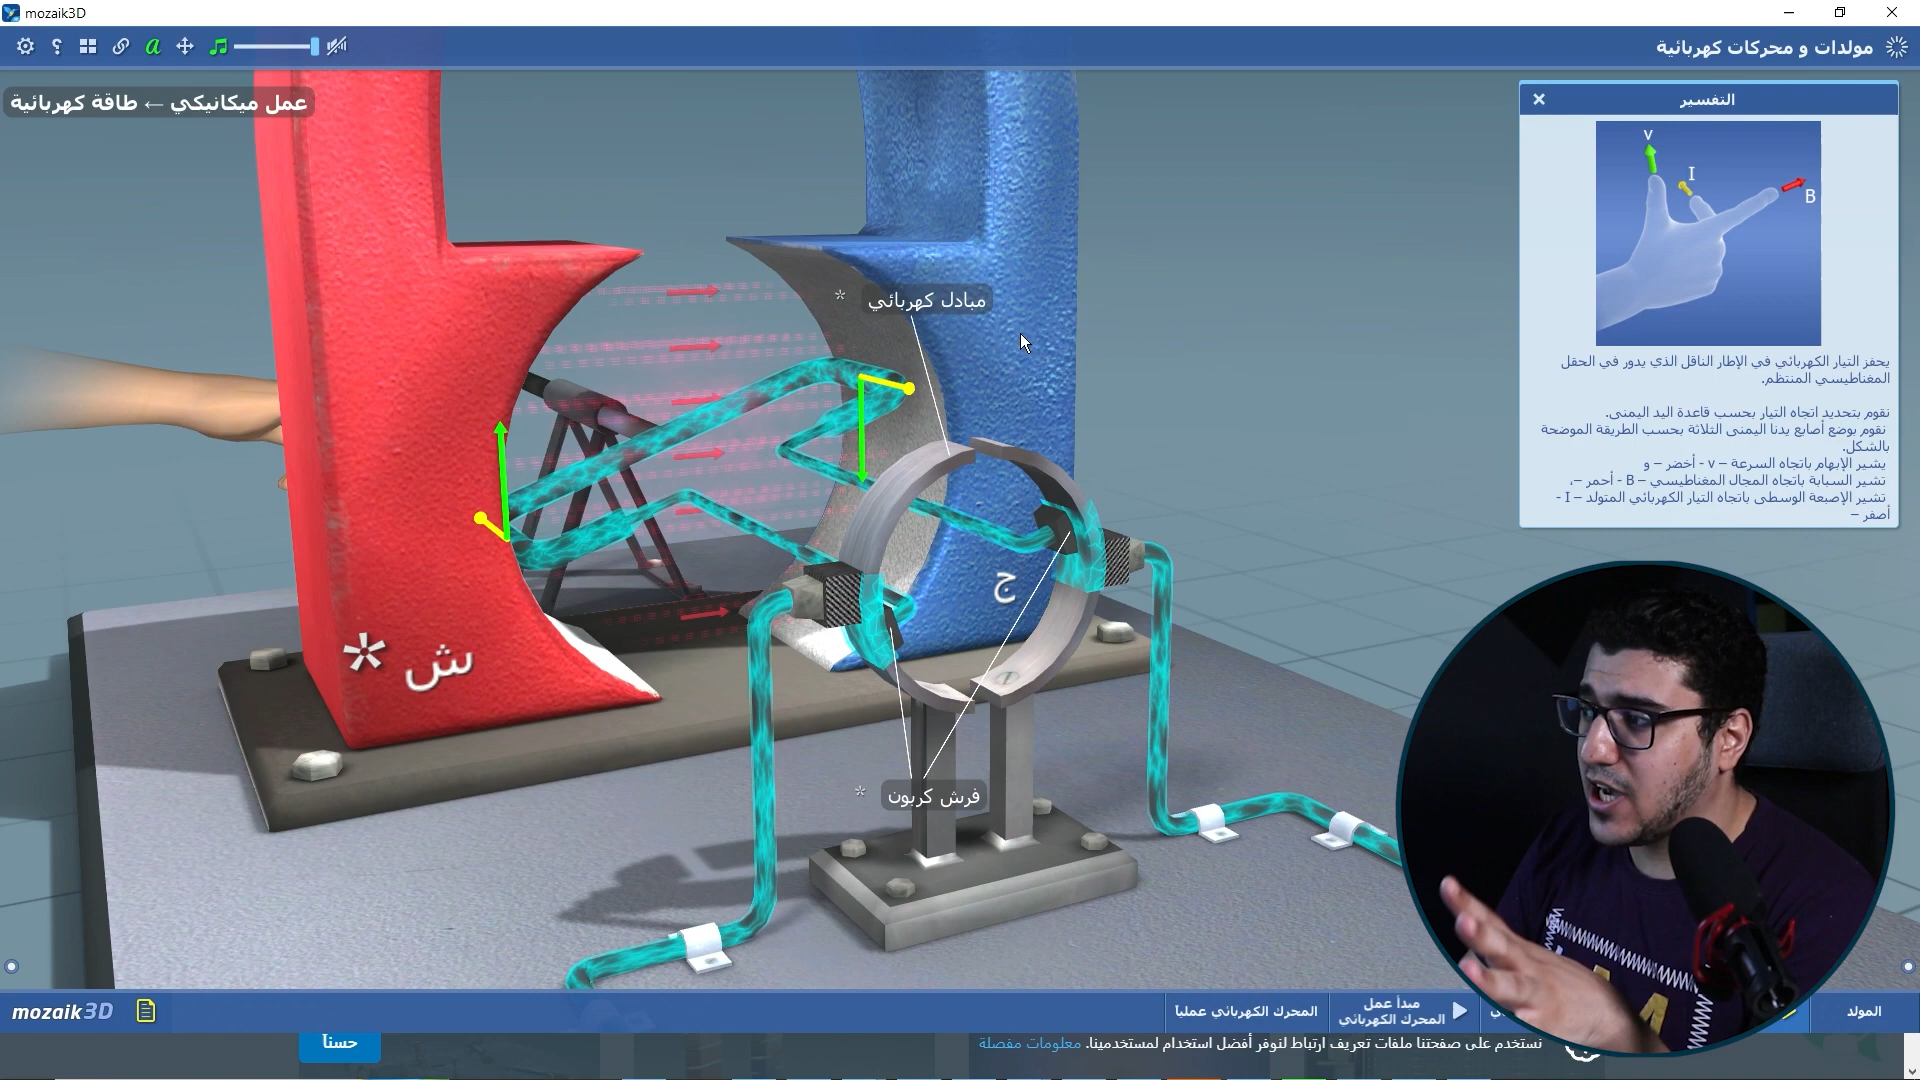 mozaik3D
مولدات و محركات كهربائية
عمل ميكانيكي ← طاقة كهربائية
التفسير
v
I
B
يحفز التيار الكهربائي في الإطار الناقل الذي يدور في الحقل
المغناطيسي المنتظم.
نقوم بتحديد اتجاه التيار بحسب قاعدة اليد اليمنى.
نقوم بوضع أصابع يدنا اليمنى الثلاثة بحسب الطريقة الموضحة
بالشكل.
يشير الإبهام باتجاه السرعة – v - أخضر – و
تشير السبابة باتجاه المجال المغناطيسي – B - أحمر –،
تشير الإصبعة الوسطى باتجاه التيار الكهربائي المتولد – I -
أصفر –
مبادل كهربائي *
ج
* ش
فرش كربون *
mozaik3D
المولد
مبدأ عمل
المحرك الكهربائي
المحرك الكهربائي عملياً
نستخدم على صفحتنا ملفات تعريف ارتباط لنوفر أفضل استخدام لمستخدمينا. معلومات مفصلة
حسناً